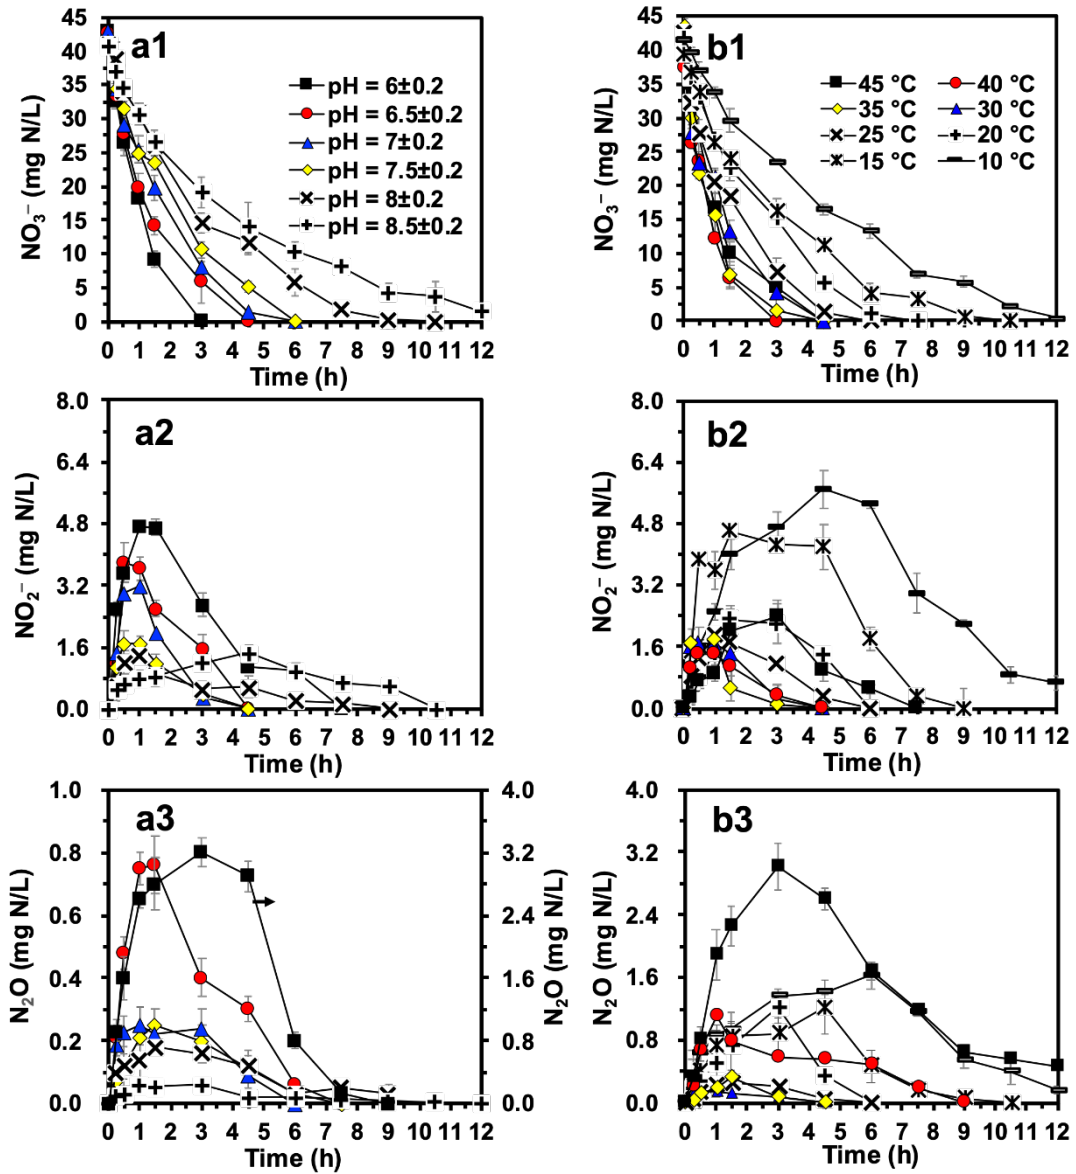 a1
NO₃⁻ (mg N/L)
45
40
35
30
25
20
15
10
5
0
pH = 6±0.2
pH = 6.5±0.2
pH = 7±0.2
pH = 7.5±0.2
pH = 8±0.2
pH = 8.5±0.2
0 1 2 3 4 5 6 7 8 9 10 11 12
Time (h)
b1
NO₃⁻ (mg N/L)
45
40
35
30
25
20
15
10
5
0
45 °C 40 °C
35 °C 30 °C
25 °C 20 °C
15 °C 10 °C
0 1 2 3 4 5 6 7 8 9 10 11 12
Time (h)
a2
NO₂⁻ (mg N/L)
8.0
6.4
4.8
3.2
1.6
0.0
0 1 2 3 4 5 6 7 8 9 10 11 12
Time (h)
b2
NO₂⁻ (mg N/L)
8.0
6.4
4.8
3.2
1.6
0.0
0 1 2 3 4 5 6 7 8 9 10 11 12
Time (h)
a3
N₂O (mg N/L)
1.0
0.8
0.6
0.4
0.2
0.0
4.0
3.2
2.4
1.6
0.8
0.0
N₂O (mg N/L)
0 1 2 3 4 5 6 7 8 9 10 11 12
Time (h)
b3
N₂O (mg N/L)
4.0
3.2
2.4
1.6
0.8
0.0
0 1 2 3 4 5 6 7 8 9 10 11 12
Time (h)